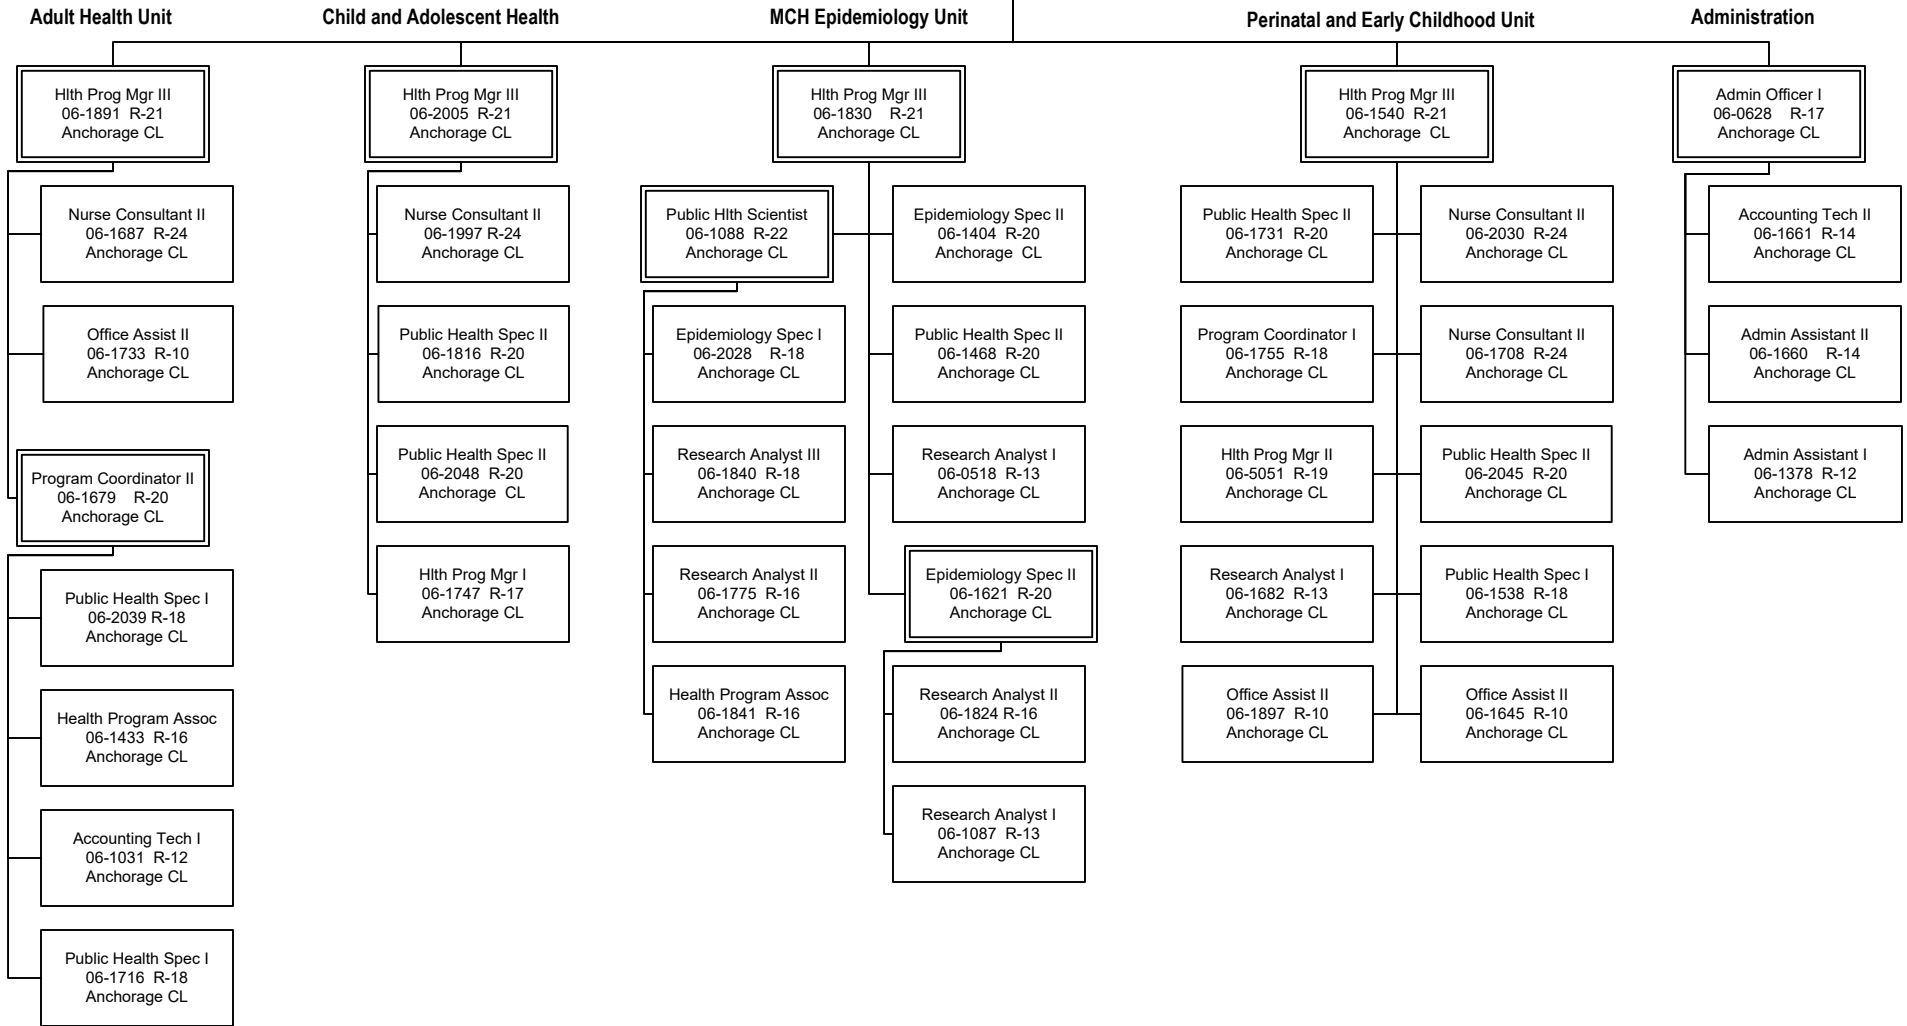 Adult Health Unit
Hlth Prog Mgr III
06-1891 R-21
Anchorage CL
Nurse Consultant II
06-1687 R-24
Anchorage CL
Office Assist II
06-1733 R-10
Anchorage CL
Program Coordinator II
06-1679 R-20
Anchorage CL
Public Health Spec I
06-2039 R-18
Anchorage CL
Health Program Assoc
06-1433 R-16
Anchorage CL
Accounting Tech I
06-1031 R-12
Anchorage CL
Public Health Spec I
06-1716 R-18
Anchorage CL
Child and Adolescent Health
Hlth Prog Mgr III
06-2005 R-21
Anchorage CL
Nurse Consultant II
06-1997 R-24
Anchorage CL
Public Health Spec II
06-1816 R-20
Anchorage CL
Public Health Spec II
06-2048 R-20
Anchorage CL
Hlth Prog Mgr I
06-1747 R-17
Anchorage CL
MCH Epidemiology Unit
Hlth Prog Mgr III
06-1830 R-21
Anchorage CL
Public Hlth Scientist
06-1088 R-22
Anchorage CL
Epidemiology Spec I
06-2028 R-18
Anchorage CL
Research Analyst III
06-1840 R-18
Anchorage CL
Research Analyst II
06-1775 R-16
Anchorage CL
Health Program Assoc
06-1841 R-16
Anchorage CL
Epidemiology Spec II
06-1404 R-20
Anchorage CL
Public Health Spec II
06-1468 R-20
Anchorage CL
Research Analyst I
06-0518 R-13
Anchorage CL
Epidemiology Spec II
06-1621 R-20
Anchorage CL
Research Analyst II
06-1824 R-16
Anchorage CL
Research Analyst I
06-1087 R-13
Anchorage CL
Perinatal and Early Childhood Unit
Hlth Prog Mgr III
06-1540 R-21
Anchorage CL
Public Health Spec II
06-1731 R-20
Anchorage CL
Program Coordinator I
06-1755 R-18
Anchorage CL
Hlth Prog Mgr II
06-5051 R-19
Anchorage CL
Research Analyst I
06-1682 R-13
Anchorage CL
Office Assist II
06-1897 R-10
Anchorage CL
Nurse Consultant II
06-2030 R-24
Anchorage CL
Nurse Consultant II
06-1708 R-24
Anchorage CL
Public Health Spec II
06-2045 R-20
Anchorage CL
Public Health Spec I
06-1538 R-18
Anchorage CL
Office Assist II
06-1645 R-10
Anchorage CL
Administration
Admin Officer I
06-0628 R-17
Anchorage CL
Accounting Tech II
06-1661 R-14
Anchorage CL
Admin Assistant II
06-1660 R-14
Anchorage CL
Admin Assistant I
06-1378 R-12
Anchorage CL